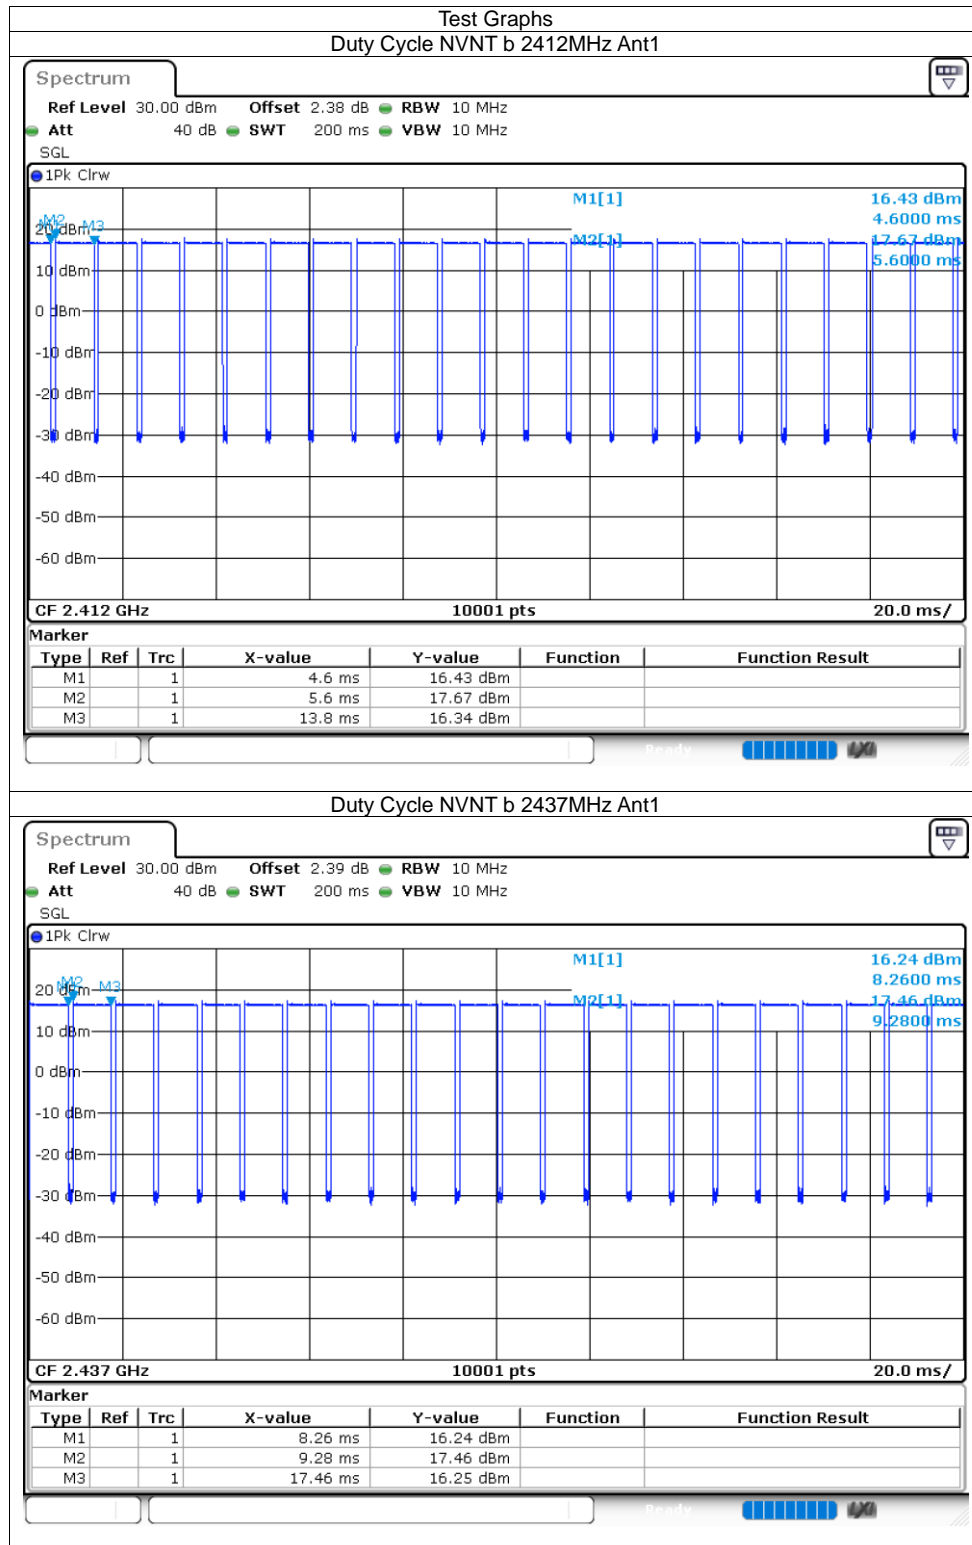 Test Graphs
Duty Cycle NVNT b 2412MHz Ant1
Spectrum
Ref Level 30.00 dBm Offset 2.38 dB RBW 10 MHz
Att 40 dB SWT 200 ms VBW 10 MHz
SGL
1Pk Clrw
M1[1] 16.43 dBm
4.6000 ms
M2 M3
20 dBm
M2[1] 17.67 dBm
5.6000 ms
10 dBm
0 dBm
-10 dBm
-20 dBm
-30 dBm
-40 dBm
-50 dBm
-60 dBm
CF 2.412 GHz 10001 pts 20.0 ms/
Marker
Type Ref Trc X-value Y-value Function Function Result
M1 1 4.6 ms 16.43 dBm
M2 1 5.6 ms 17.67 dBm
M3 1 13.8 ms 16.34 dBm
Ready LXI
Duty Cycle NVNT b 2437MHz Ant1
Spectrum
Ref Level 30.00 dBm Offset 2.39 dB RBW 10 MHz
Att 40 dB SWT 200 ms VBW 10 MHz
SGL
1Pk Clrw
M1[1] 16.24 dBm
8.2600 ms
M2 M3
20 dBm
M2[1] 17.46 dBm
9.2800 ms
10 dBm
0 dBm
-10 dBm
-20 dBm
-30 dBm
-40 dBm
-50 dBm
-60 dBm
CF 2.437 GHz 10001 pts 20.0 ms/
Marker
Type Ref Trc X-value Y-value Function Function Result
M1 1 8.26 ms 16.24 dBm
M2 1 9.28 ms 17.46 dBm
M3 1 17.46 ms 16.25 dBm
Ready LXI